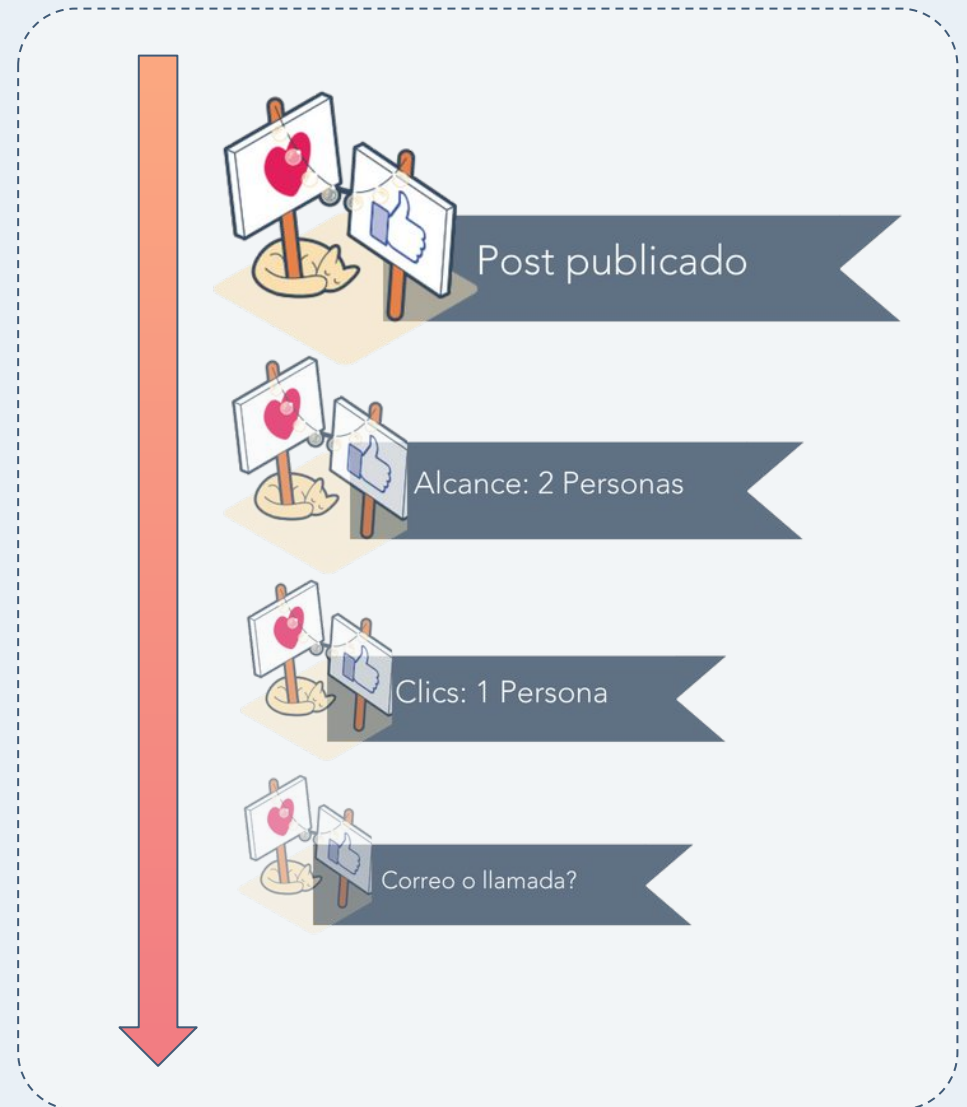 Post publicado
Alcance: 2 Personas
Clics: 1 Persona
Correo o llamada?